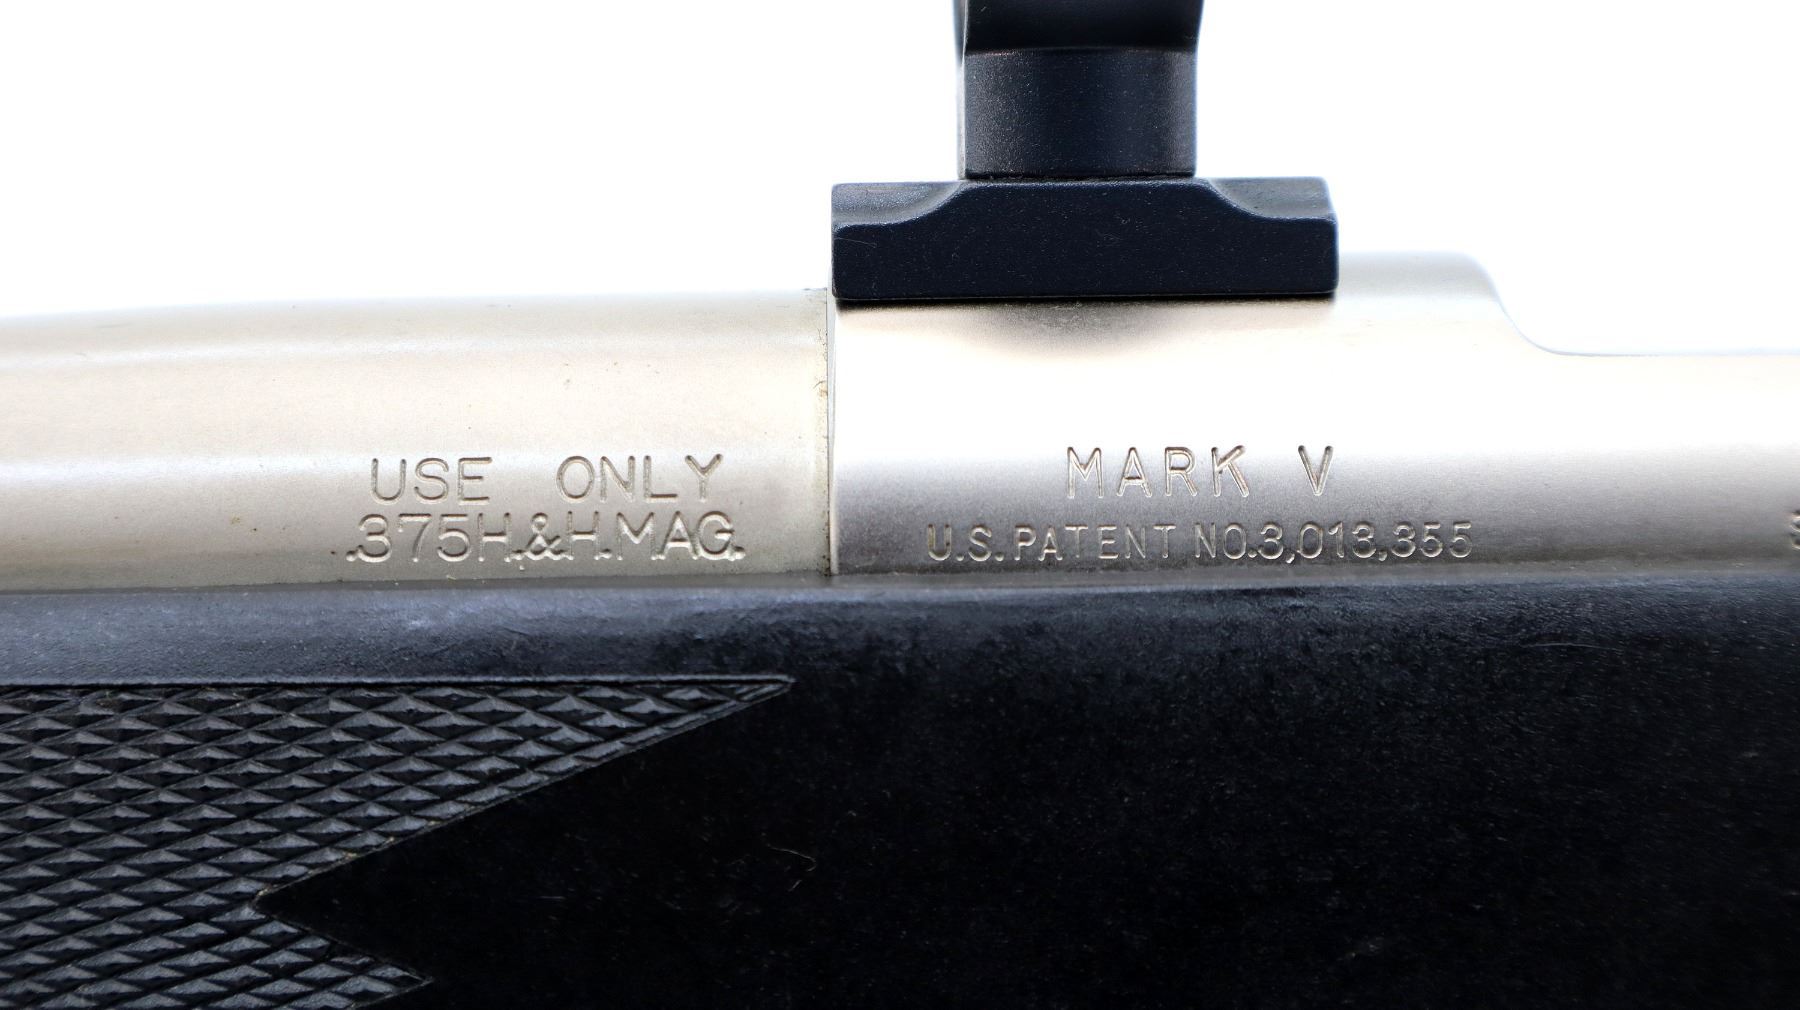 USE ONLY
.375H.&H.MAG.
MARK V
U.S. PATENT NO.3,013,355